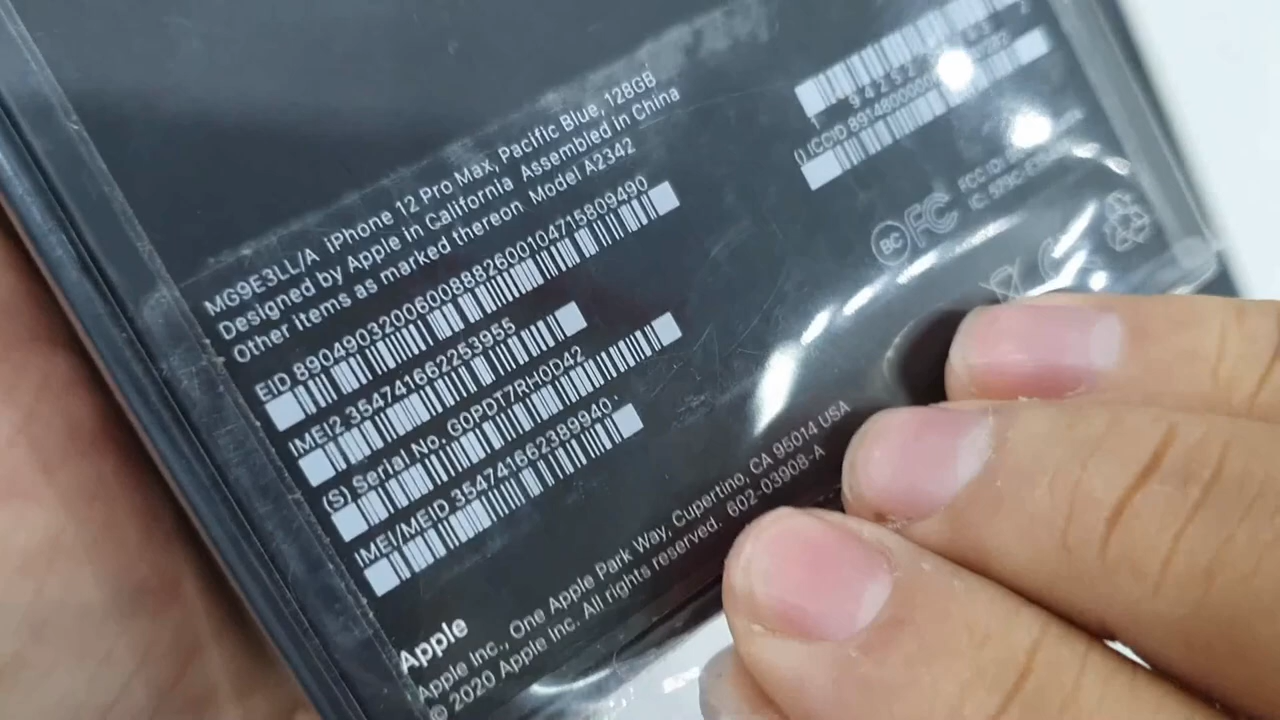 MG9E3LL/A iPhone 12 Pro Max, Pacific Blue, 128GB
Designed by Apple in California Assembled in China
Other items as marked thereon Model A2342
EID 89049032006008882600104715809490
IMEI2 354741662253955
(S) Serial No. G0PDT7RH0D42
IMEI/MEID 354741662389940
Apple
Apple Inc., One Apple Park Way, Cupertino, CA 95014 USA
© 2020 Apple Inc. All rights reserved. 602-03908-A
ICCID
BC FC
FCC ID:
IC: